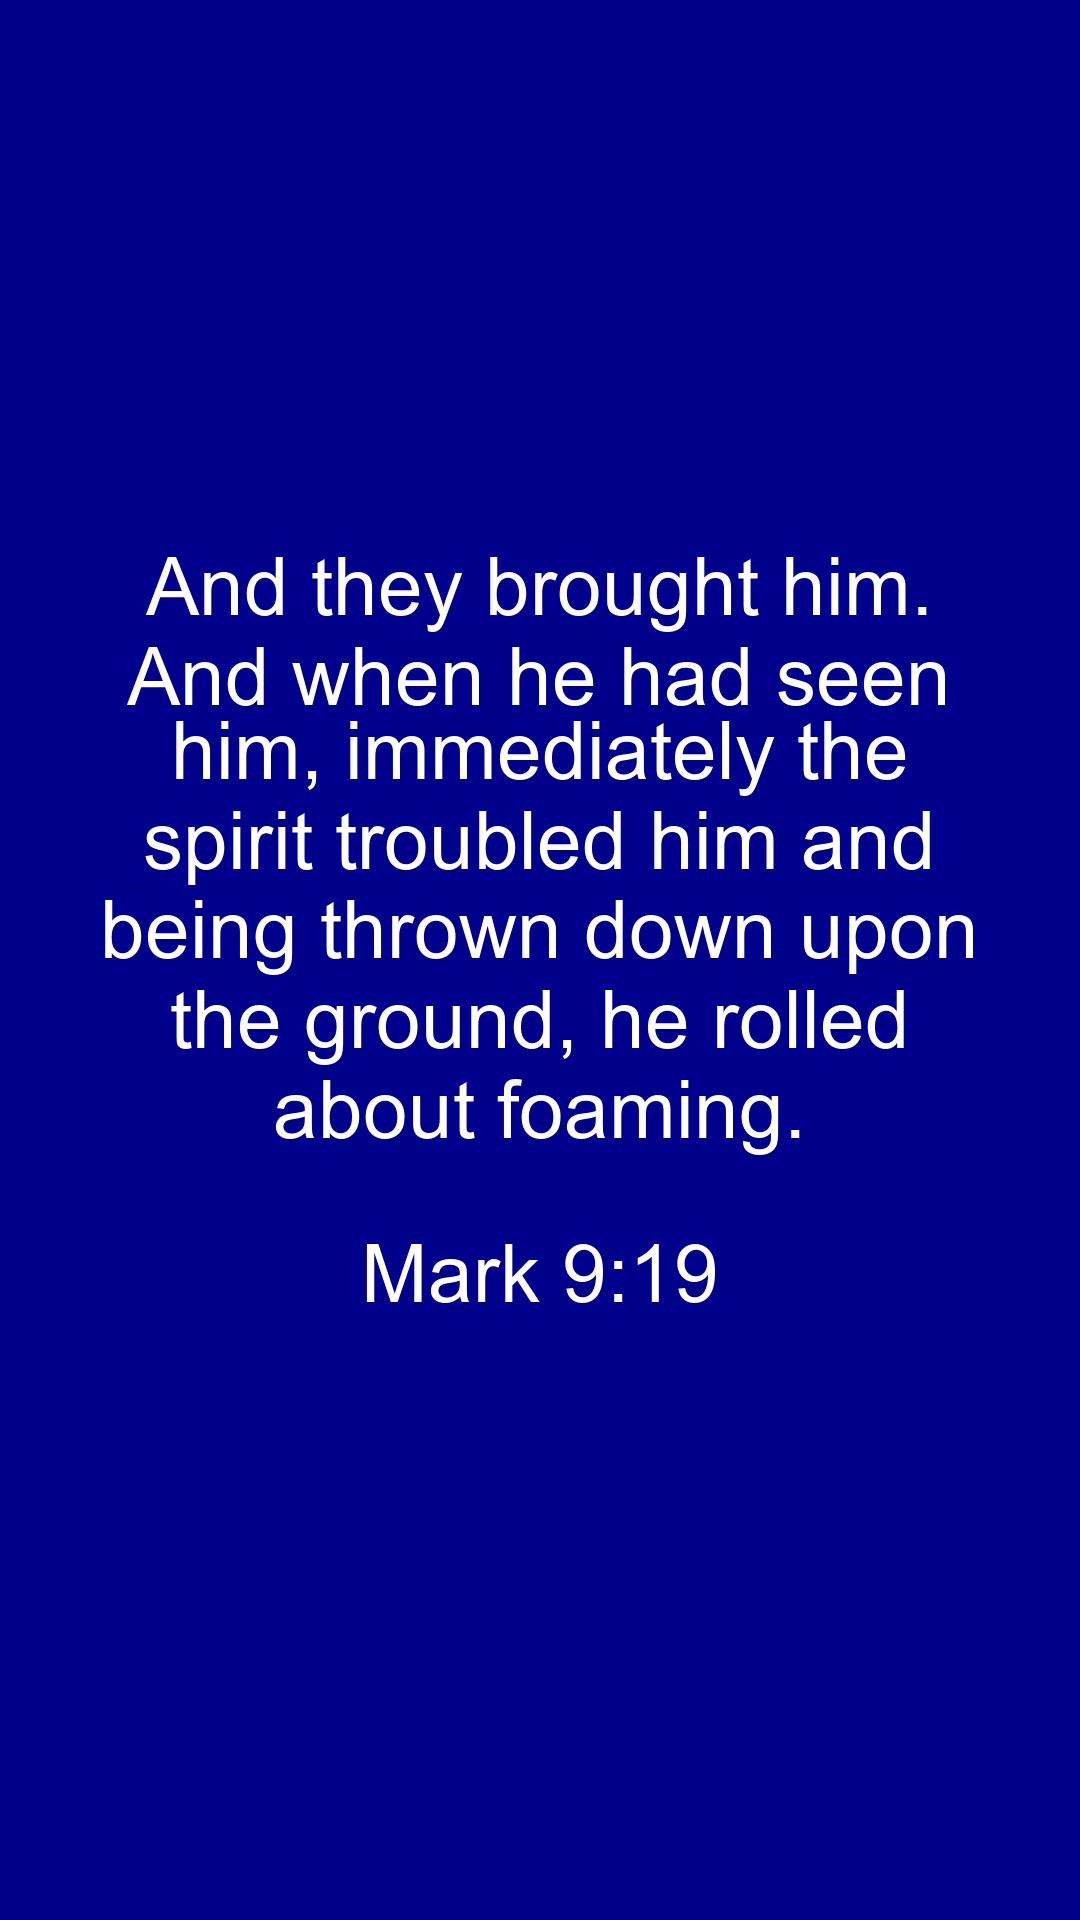 And they brought him.
And when he had seen
him, immediately the
spirit troubled him and
being thrown down upon
the ground, he rolled
about foaming.
Mark 9:19